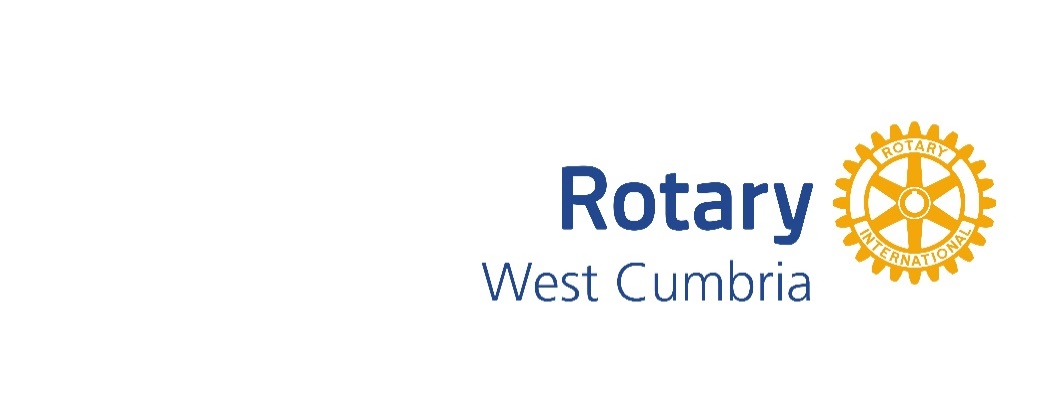 Rotary
West Cumbria
ROTARY
INTERNATIONAL